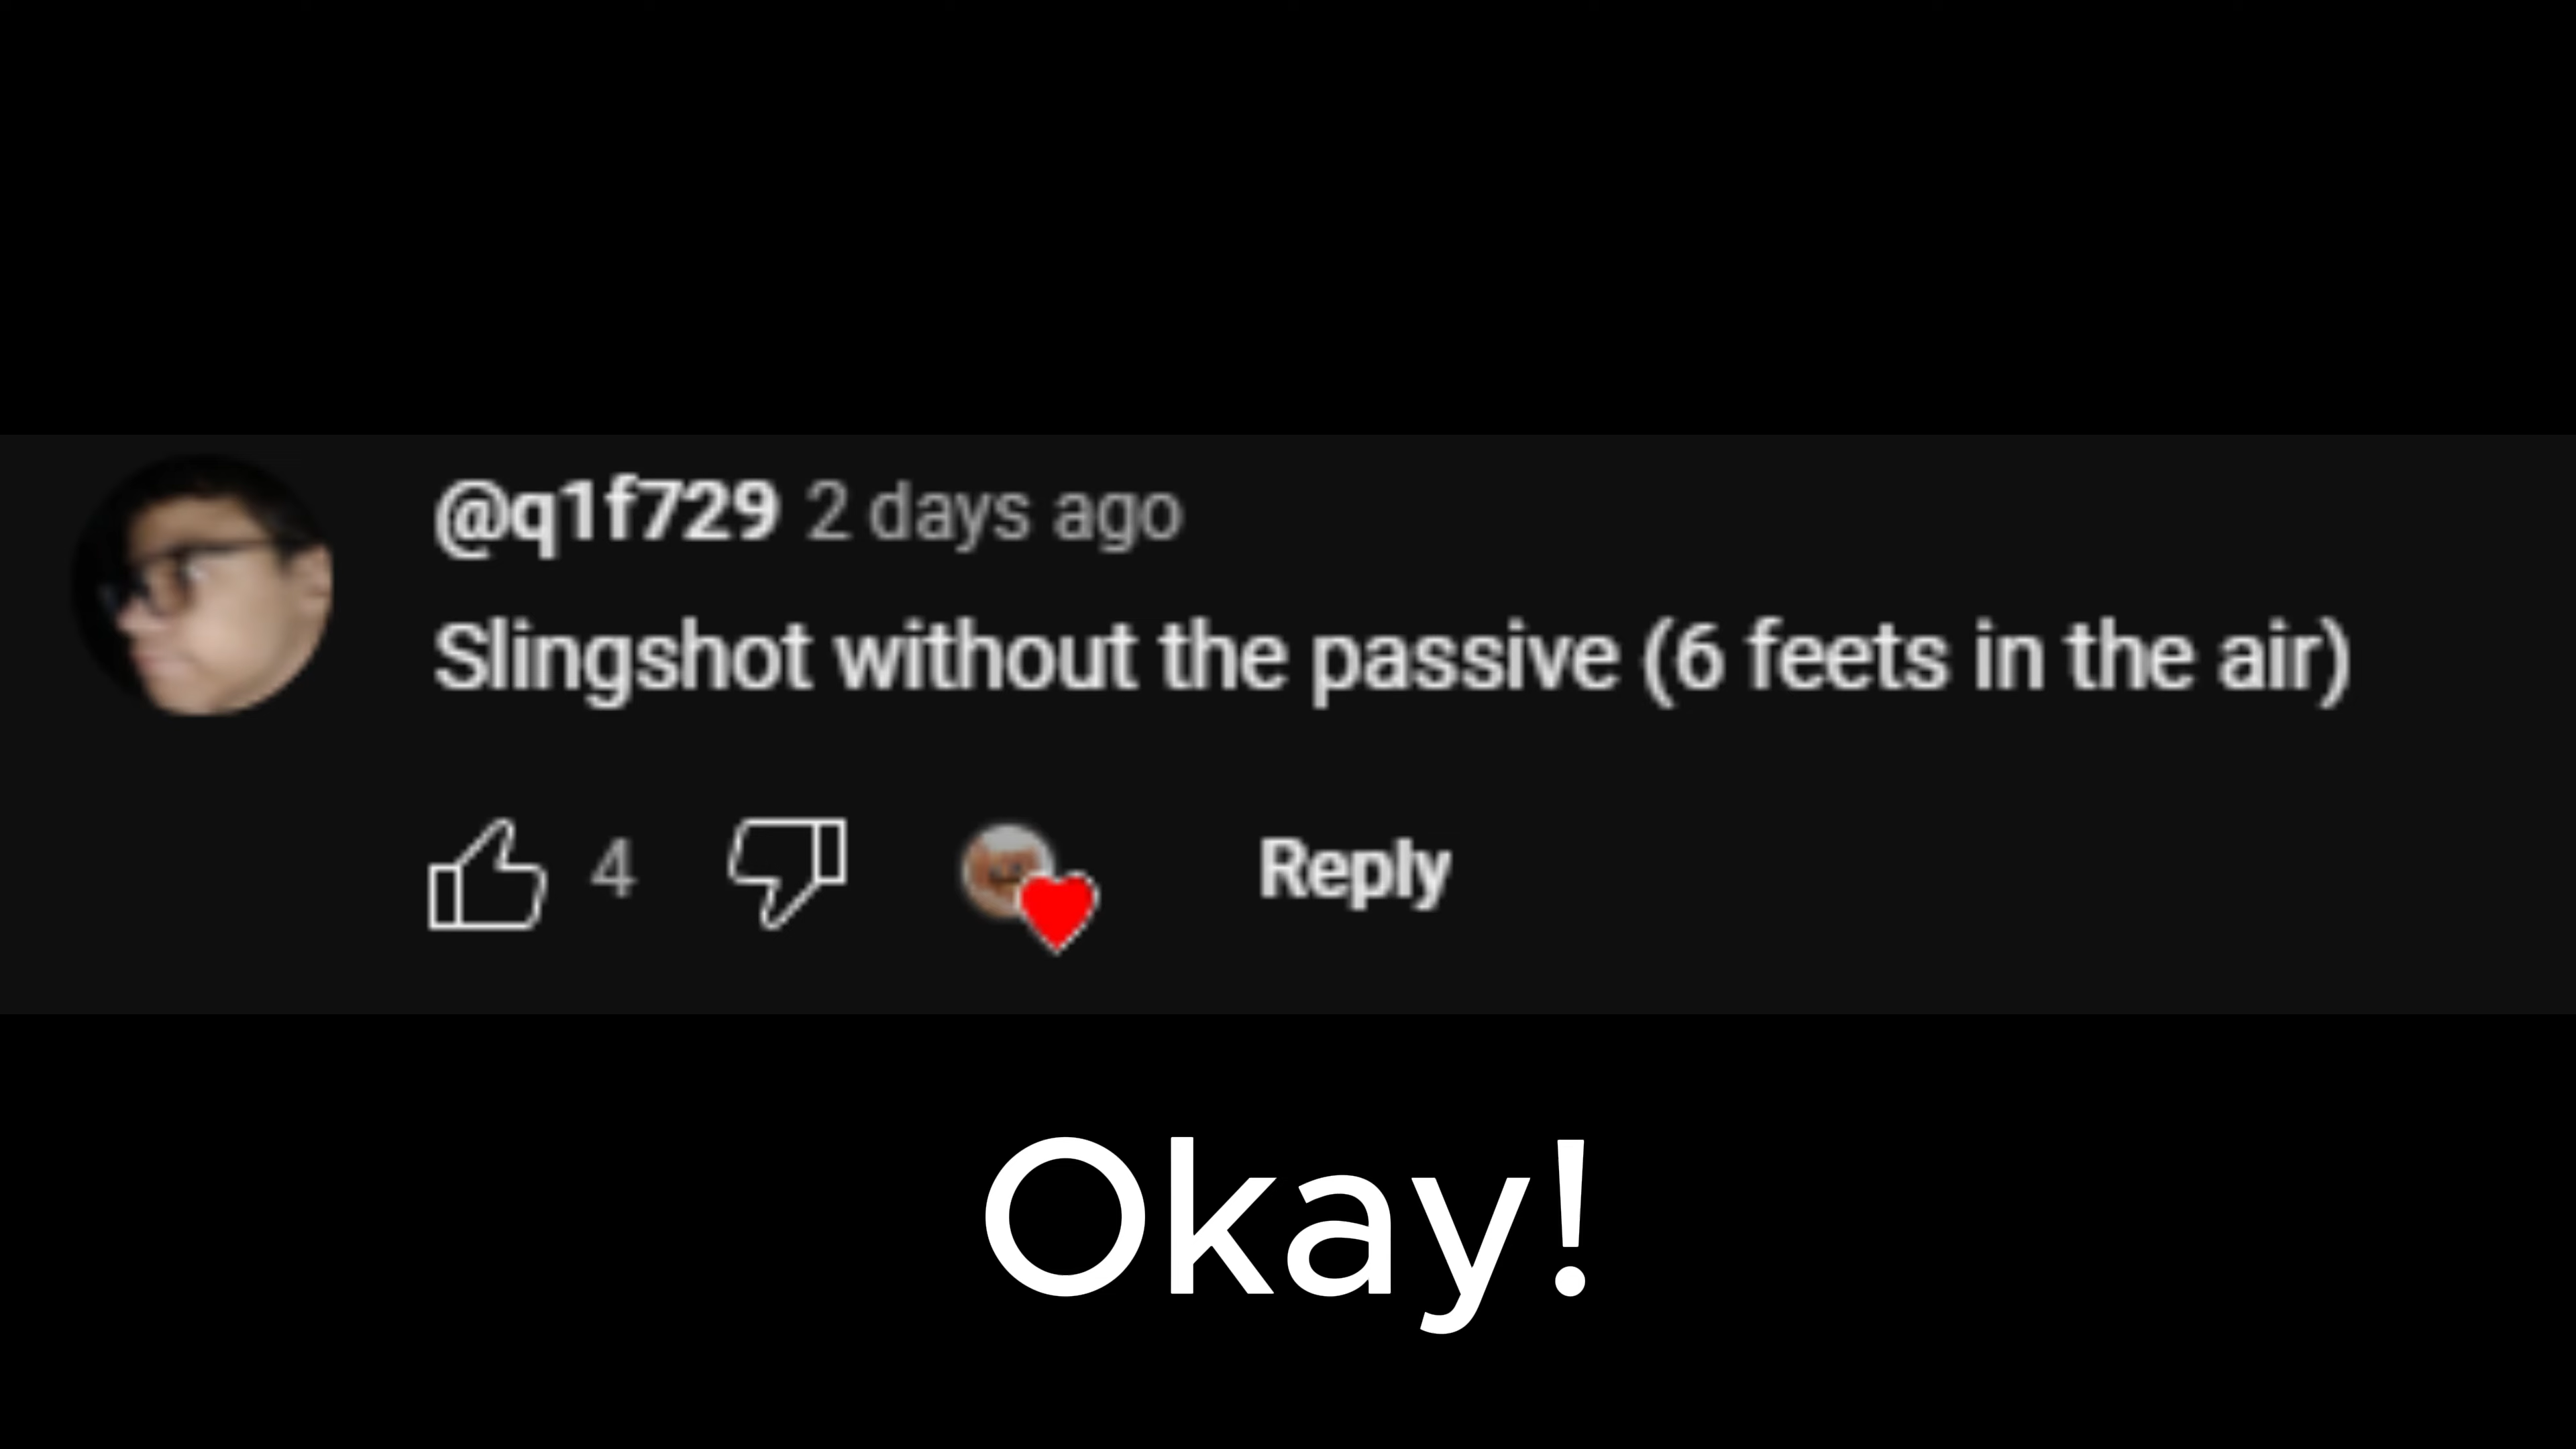 @q1f729 2 days ago
Slingshot without the passive (6 feets in the air)
4 Reply
Okay!